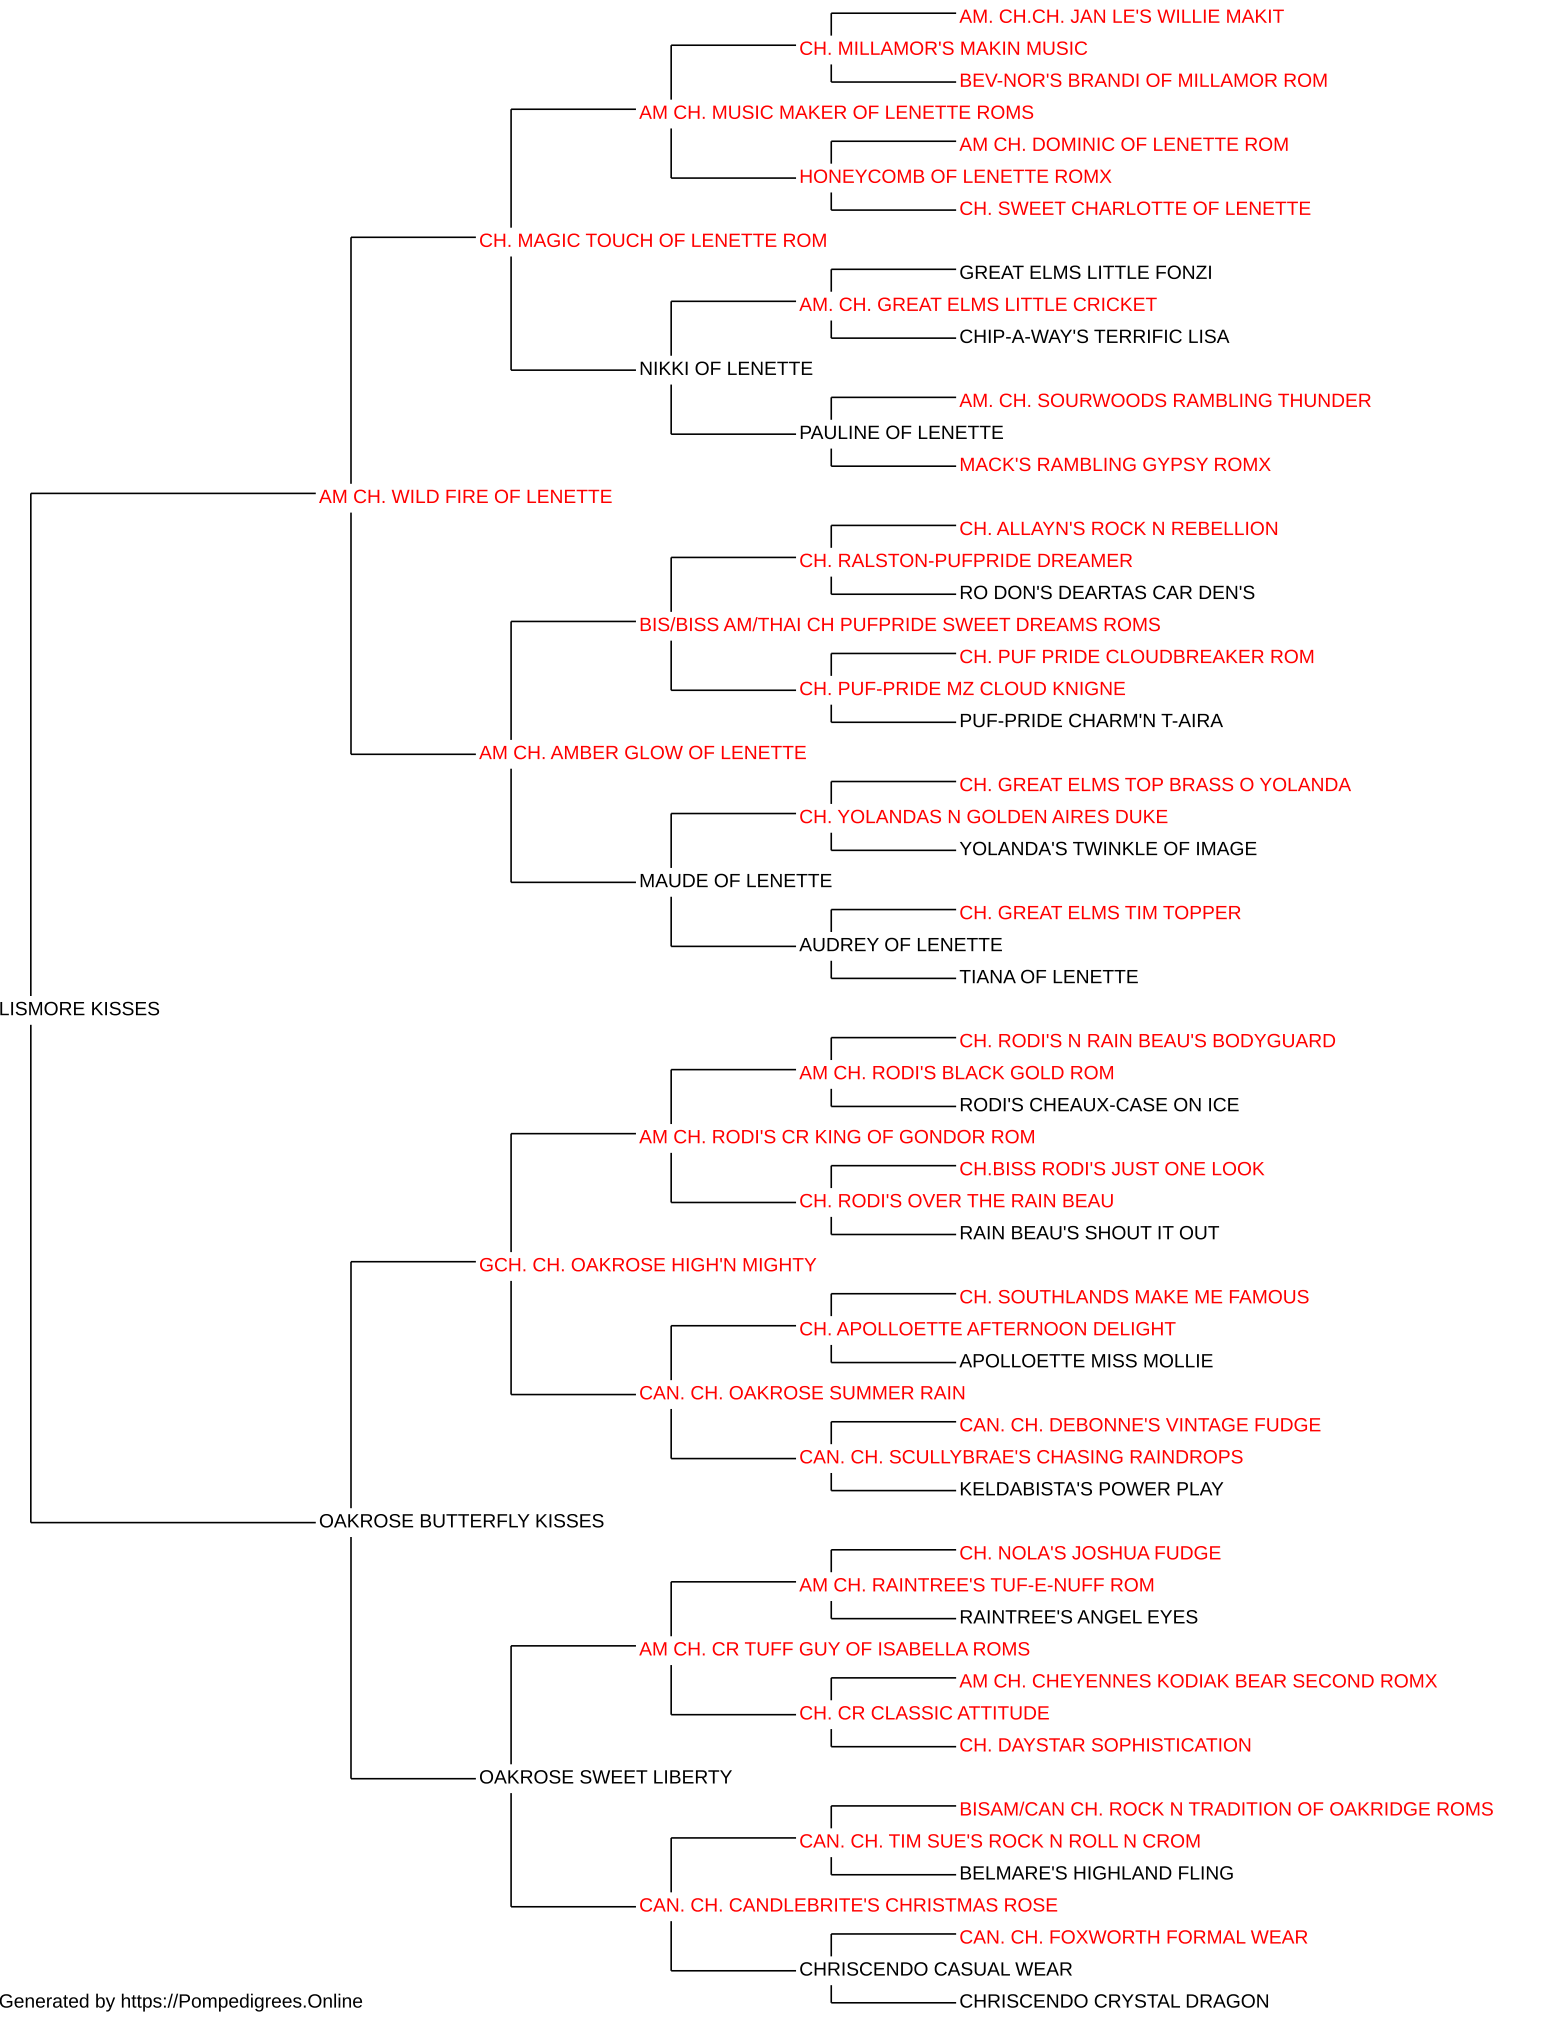 AM. CH.CH. JAN LE'S WILLIE MAKIT
CH. MILLAMOR'S MAKIN MUSIC
BEV-NOR'S BRANDI OF MILLAMOR ROM
AM CH. MUSIC MAKER OF LENETTE ROMS
AM CH. DOMINIC OF LENETTE ROM
HONEYCOMB OF LENETTE ROMX
CH. SWEET CHARLOTTE OF LENETTE
CH. MAGIC TOUCH OF LENETTE ROM
GREAT ELMS LITTLE FONZI
AM. CH. GREAT ELMS LITTLE CRICKET
CHIP-A-WAY'S TERRIFIC LISA
NIKKI OF LENETTE
AM. CH. SOURWOODS RAMBLING THUNDER
PAULINE OF LENETTE
MACK'S RAMBLING GYPSY ROMX
AM CH. WILD FIRE OF LENETTE
CH. ALLAYN'S ROCK N REBELLION
CH. RALSTON-PUFPRIDE DREAMER
RO DON'S DEARTAS CAR DEN'S
BIS/BISS AM/THAI CH PUFPRIDE SWEET DREAMS ROMS
CH. PUF PRIDE CLOUDBREAKER ROM
CH. PUF-PRIDE MZ CLOUD KNIGNE
PUF-PRIDE CHARM'N T-AIRA
AM CH. AMBER GLOW OF LENETTE
CH. GREAT ELMS TOP BRASS O YOLANDA
CH. YOLANDAS N GOLDEN AIRES DUKE
YOLANDA'S TWINKLE OF IMAGE
MAUDE OF LENETTE
CH. GREAT ELMS TIM TOPPER
AUDREY OF LENETTE
TIANA OF LENETTE
LISMORE KISSES
CH. RODI'S N RAIN BEAU'S BODYGUARD
AM CH. RODI'S BLACK GOLD ROM
RODI'S CHEAUX-CASE ON ICE
AM CH. RODI'S CR KING OF GONDOR ROM
CH.BISS RODI'S JUST ONE LOOK
CH. RODI'S OVER THE RAIN BEAU
RAIN BEAU'S SHOUT IT OUT
GCH. CH. OAKROSE HIGH'N MIGHTY
CH. SOUTHLANDS MAKE ME FAMOUS
CH. APOLLOETTE AFTERNOON DELIGHT
APOLLOETTE MISS MOLLIE
CAN. CH. OAKROSE SUMMER RAIN
CAN. CH. DEBONNE'S VINTAGE FUDGE
CAN. CH. SCULLYBRAE'S CHASING RAINDROPS
KELDABISTA'S POWER PLAY
OAKROSE BUTTERFLY KISSES
CH. NOLA'S JOSHUA FUDGE
AM CH. RAINTREE'S TUF-E-NUFF ROM
RAINTREE'S ANGEL EYES
AM CH. CR TUFF GUY OF ISABELLA ROMS
AM CH. CHEYENNES KODIAK BEAR SECOND ROMX
CH. CR CLASSIC ATTITUDE
CH. DAYSTAR SOPHISTICATION
OAKROSE SWEET LIBERTY
BISAM/CAN CH. ROCK N TRADITION OF OAKRIDGE ROMS
CAN. CH. TIM SUE'S ROCK N ROLL N CROM
BELMARE'S HIGHLAND FLING
CAN. CH. CANDLEBRITE'S CHRISTMAS ROSE
CAN. CH. FOXWORTH FORMAL WEAR
CHRISCENDO CASUAL WEAR
CHRISCENDO CRYSTAL DRAGON
Generated by https://Pompedigrees.Online